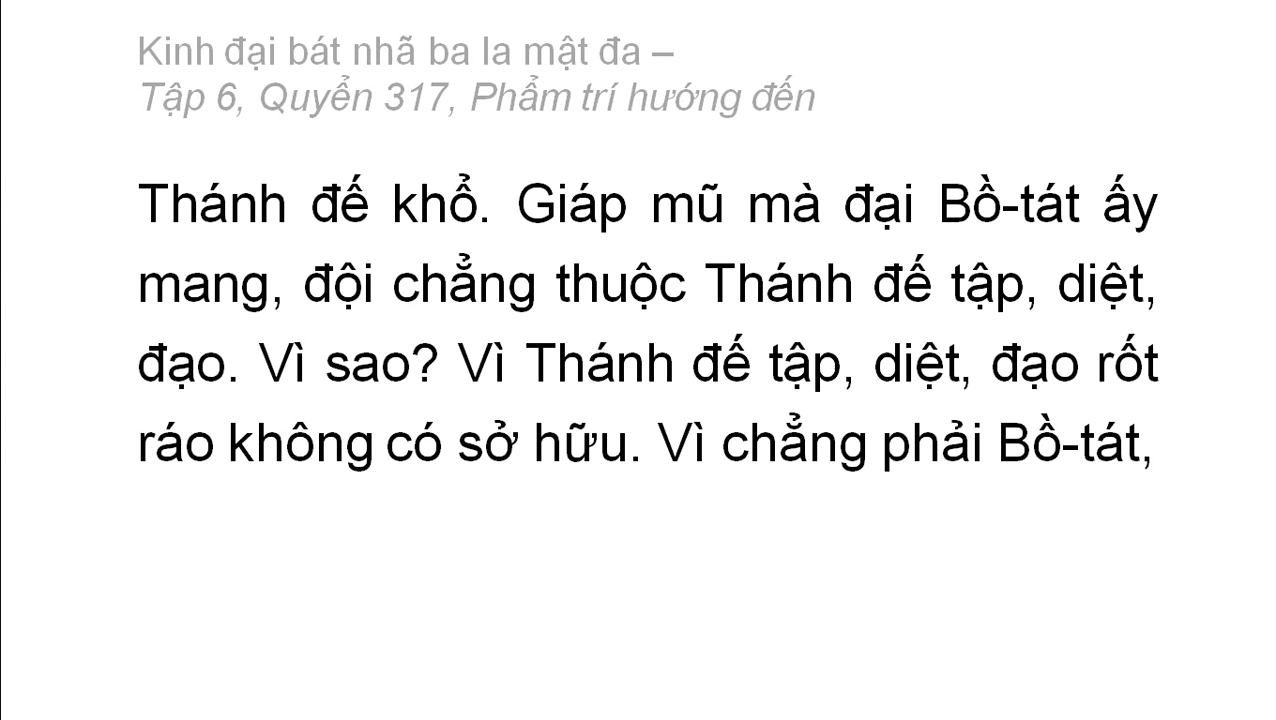 Kinh đại bát nhã ba la mật đa –
Tập 6, Quyển 317, Phẩm trí hướng đến
Thánh đế khổ. Giáp mũ mà đại Bồ-tát ấy
mang, đội chẳng thuộc Thánh đế tập, diệt,
đạo. Vì sao? Vì Thánh đế tập, diệt, đạo rốt
ráo không có sở hữu. Vì chẳng phải Bồ-tát,